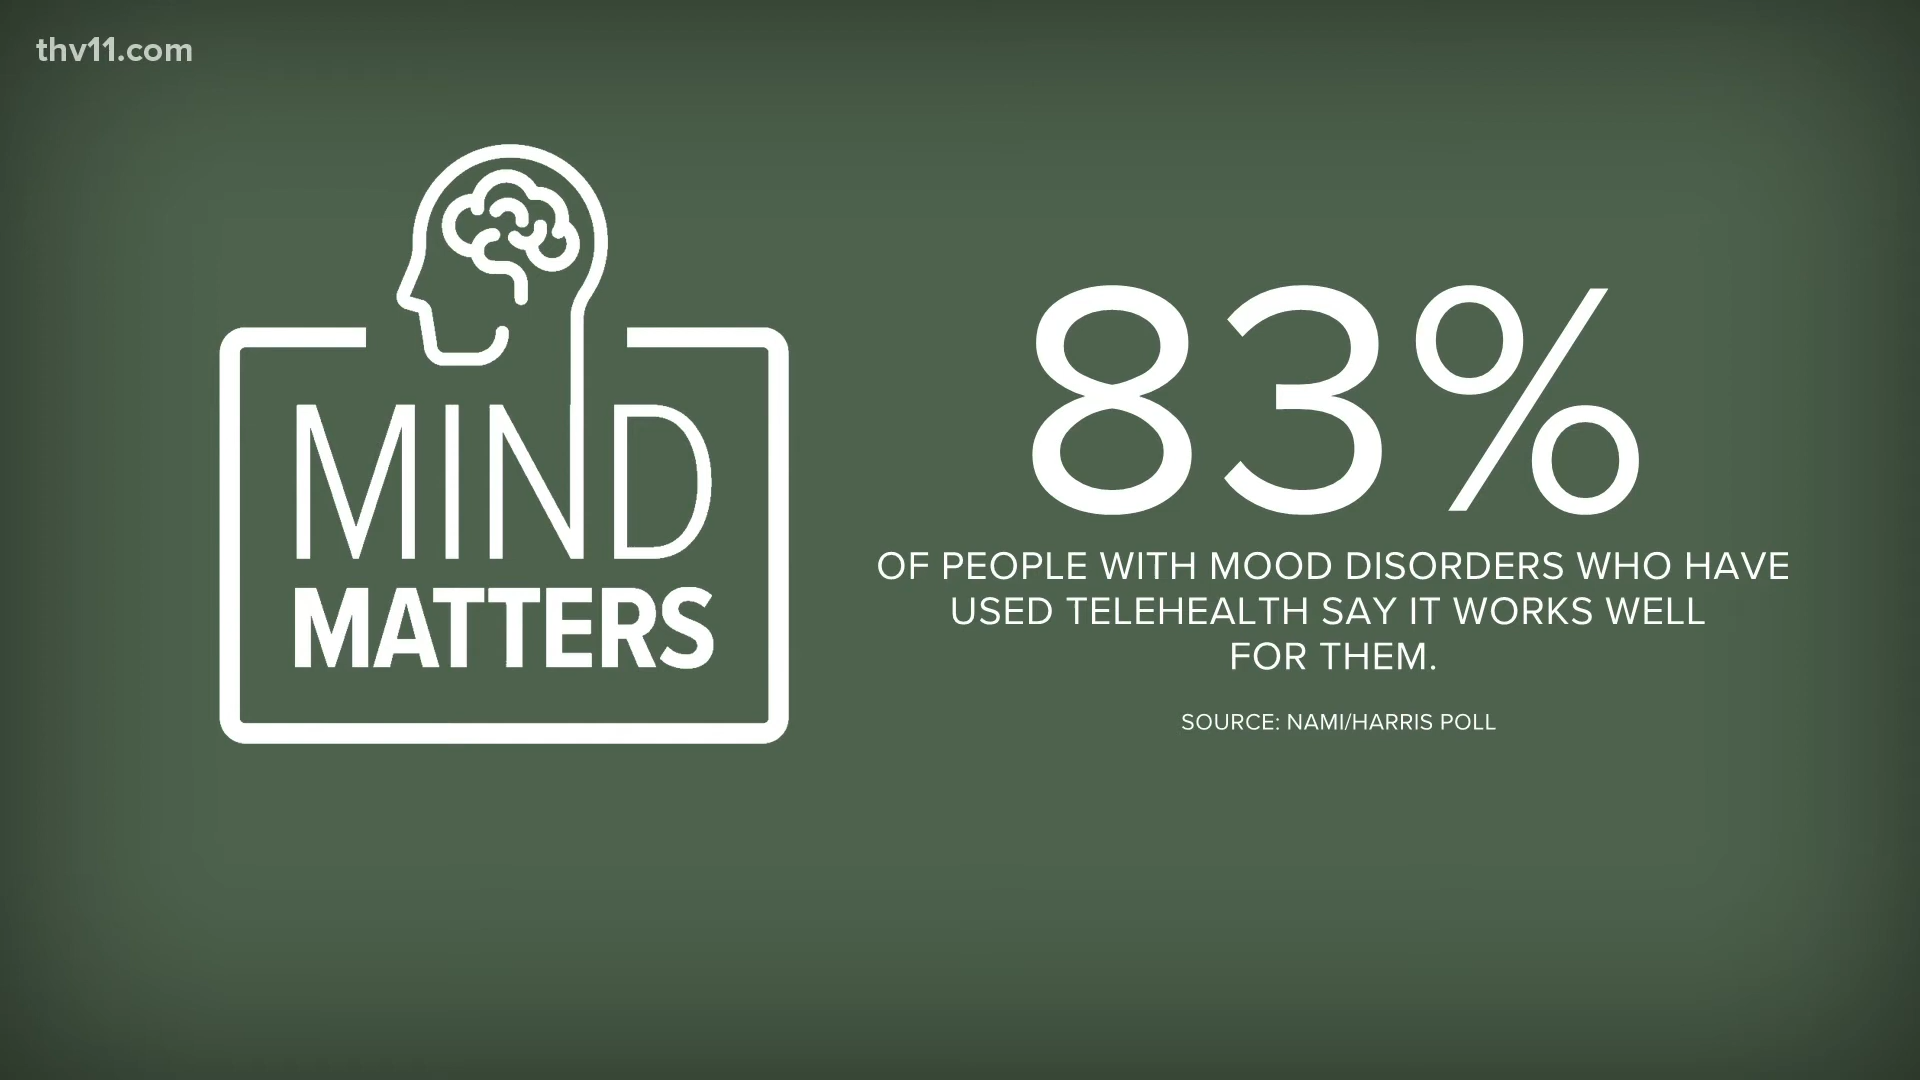 thv11.com
MIND
MATTERS
83%
OF PEOPLE WITH MOOD DISORDERS WHO HAVE
USED TELEHEALTH SAY IT WORKS WELL
FOR THEM.
SOURCE: NAMI/HARRIS POLL